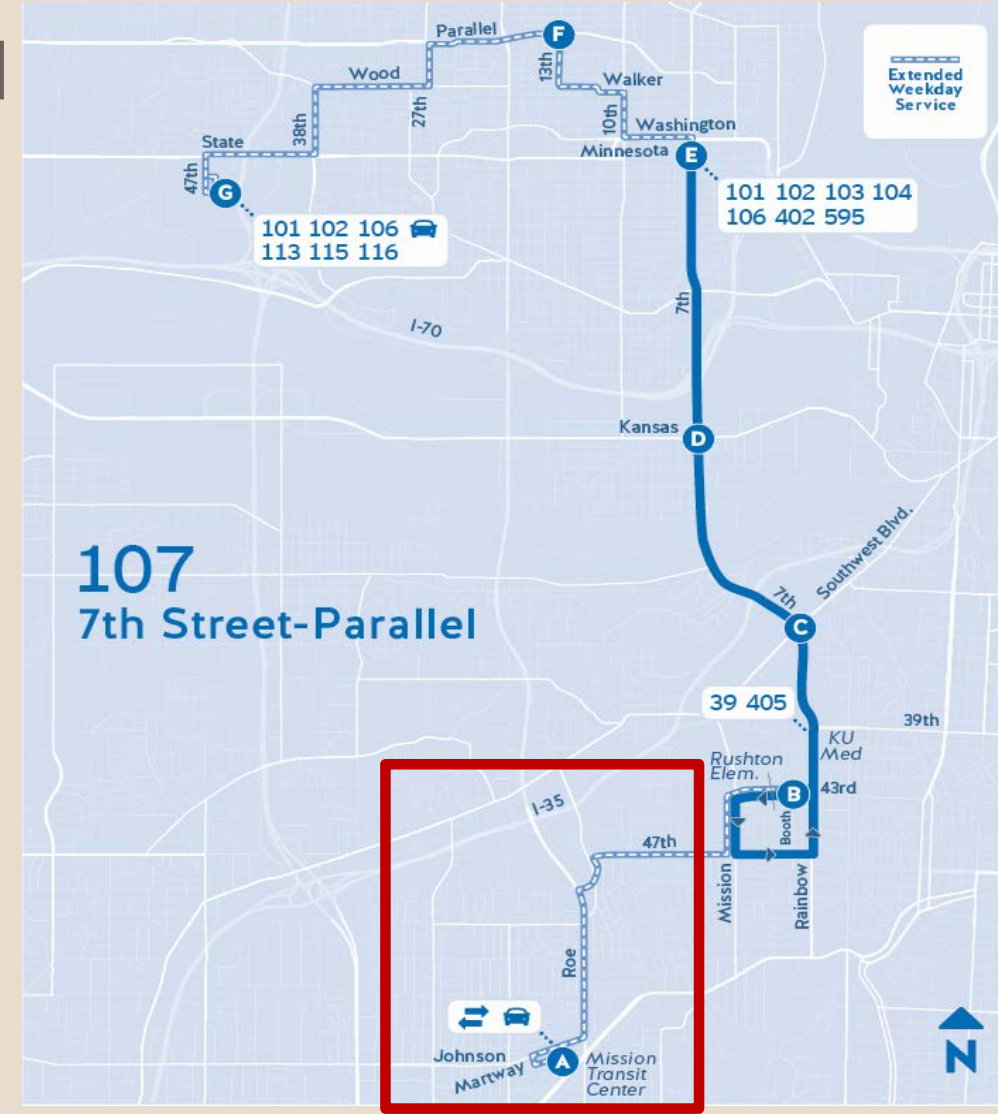 Parallel
F
13th
Wood
Walker
27th
10th
38th
Washington
State
Minnesota
E
47th
G
Extended
Weekday
Service
101 102 103 104
106 402 595
101 102 106
113 115 116
7th
I-70
Kansas
D
107
7th Street-Parallel
Southwest Blvd.
7th
C
39 405
39th
KU
Med
Rushton
Elem.
B
43rd
Booth
I-35
47th
Mission
Rainbow
Roe
Johnson
Martway
A
Mission
Transit
Center
N